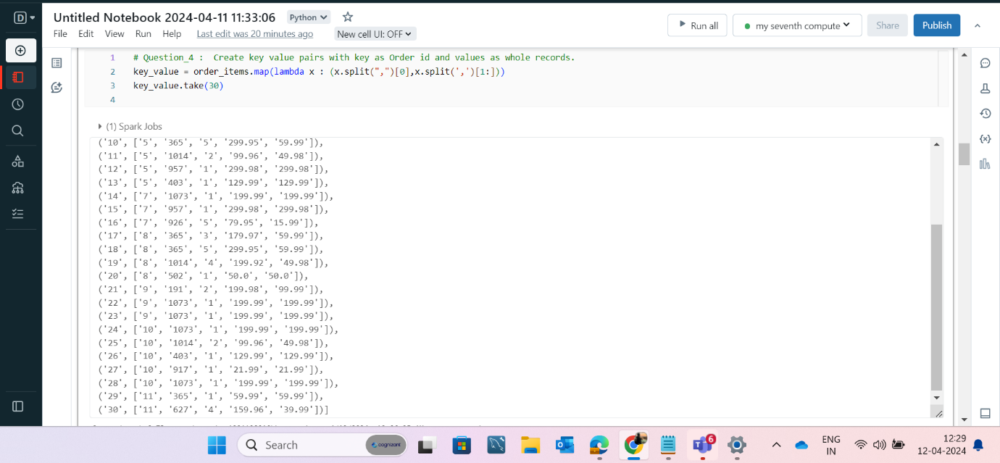 D
Untitled Notebook 2024-04-11 11:33:06 Python
File Edit View Run Help Last edit was 20 minutes ago New cell UI: OFF
Run all
my seventh compute
Share
Publish
1 # Question_4 : Create key value pairs with key as Order id and values as whole records.
2 key_value = order_items.map(lambda x : (x.split(",")[0],x.split(',')[1:]))
3 key_value.take(30)
4
(1) Spark Jobs
('10', ['5', '365', '5', '299.95', '59.99']),
('11', ['5', '1014', '2', '99.96', '49.98']),
('12', ['5', '957', '1', '299.98', '299.98']),
('13', ['5', '403', '1', '129.99', '129.99']),
('14', ['7', '1073', '1', '199.99', '199.99']),
('15', ['7', '957', '1', '299.98', '299.98']),
('16', ['7', '926', '5', '79.95', '15.99']),
('17', ['8', '365', '3', '179.97', '59.99']),
('18', ['8', '365', '5', '299.95', '59.99']),
('19', ['8', '1014', '4', '199.92', '49.98']),
('20', ['8', '502', '1', '50.0', '50.0']),
('21', ['9', '191', '2', '199.98', '99.99']),
('22', ['9', '1073', '1', '199.99', '199.99']),
('23', ['9', '1073', '1', '199.99', '199.99']),
('24', ['10', '1073', '1', '199.99', '199.99']),
('25', ['10', '1014', '2', '99.96', '49.98']),
('26', ['10', '403', '1', '129.99', '129.99']),
('27', ['10', '917', '1', '21.99', '21.99']),
('28', ['10', '1073', '1', '199.99', '199.99']),
('29', ['11', '365', '1', '59.99', '59.99']),
('30', ['11', '627', '4', '159.96', '39.99'])]
Search
cognizant
6
ENG
IN
12:29
12-04-2024